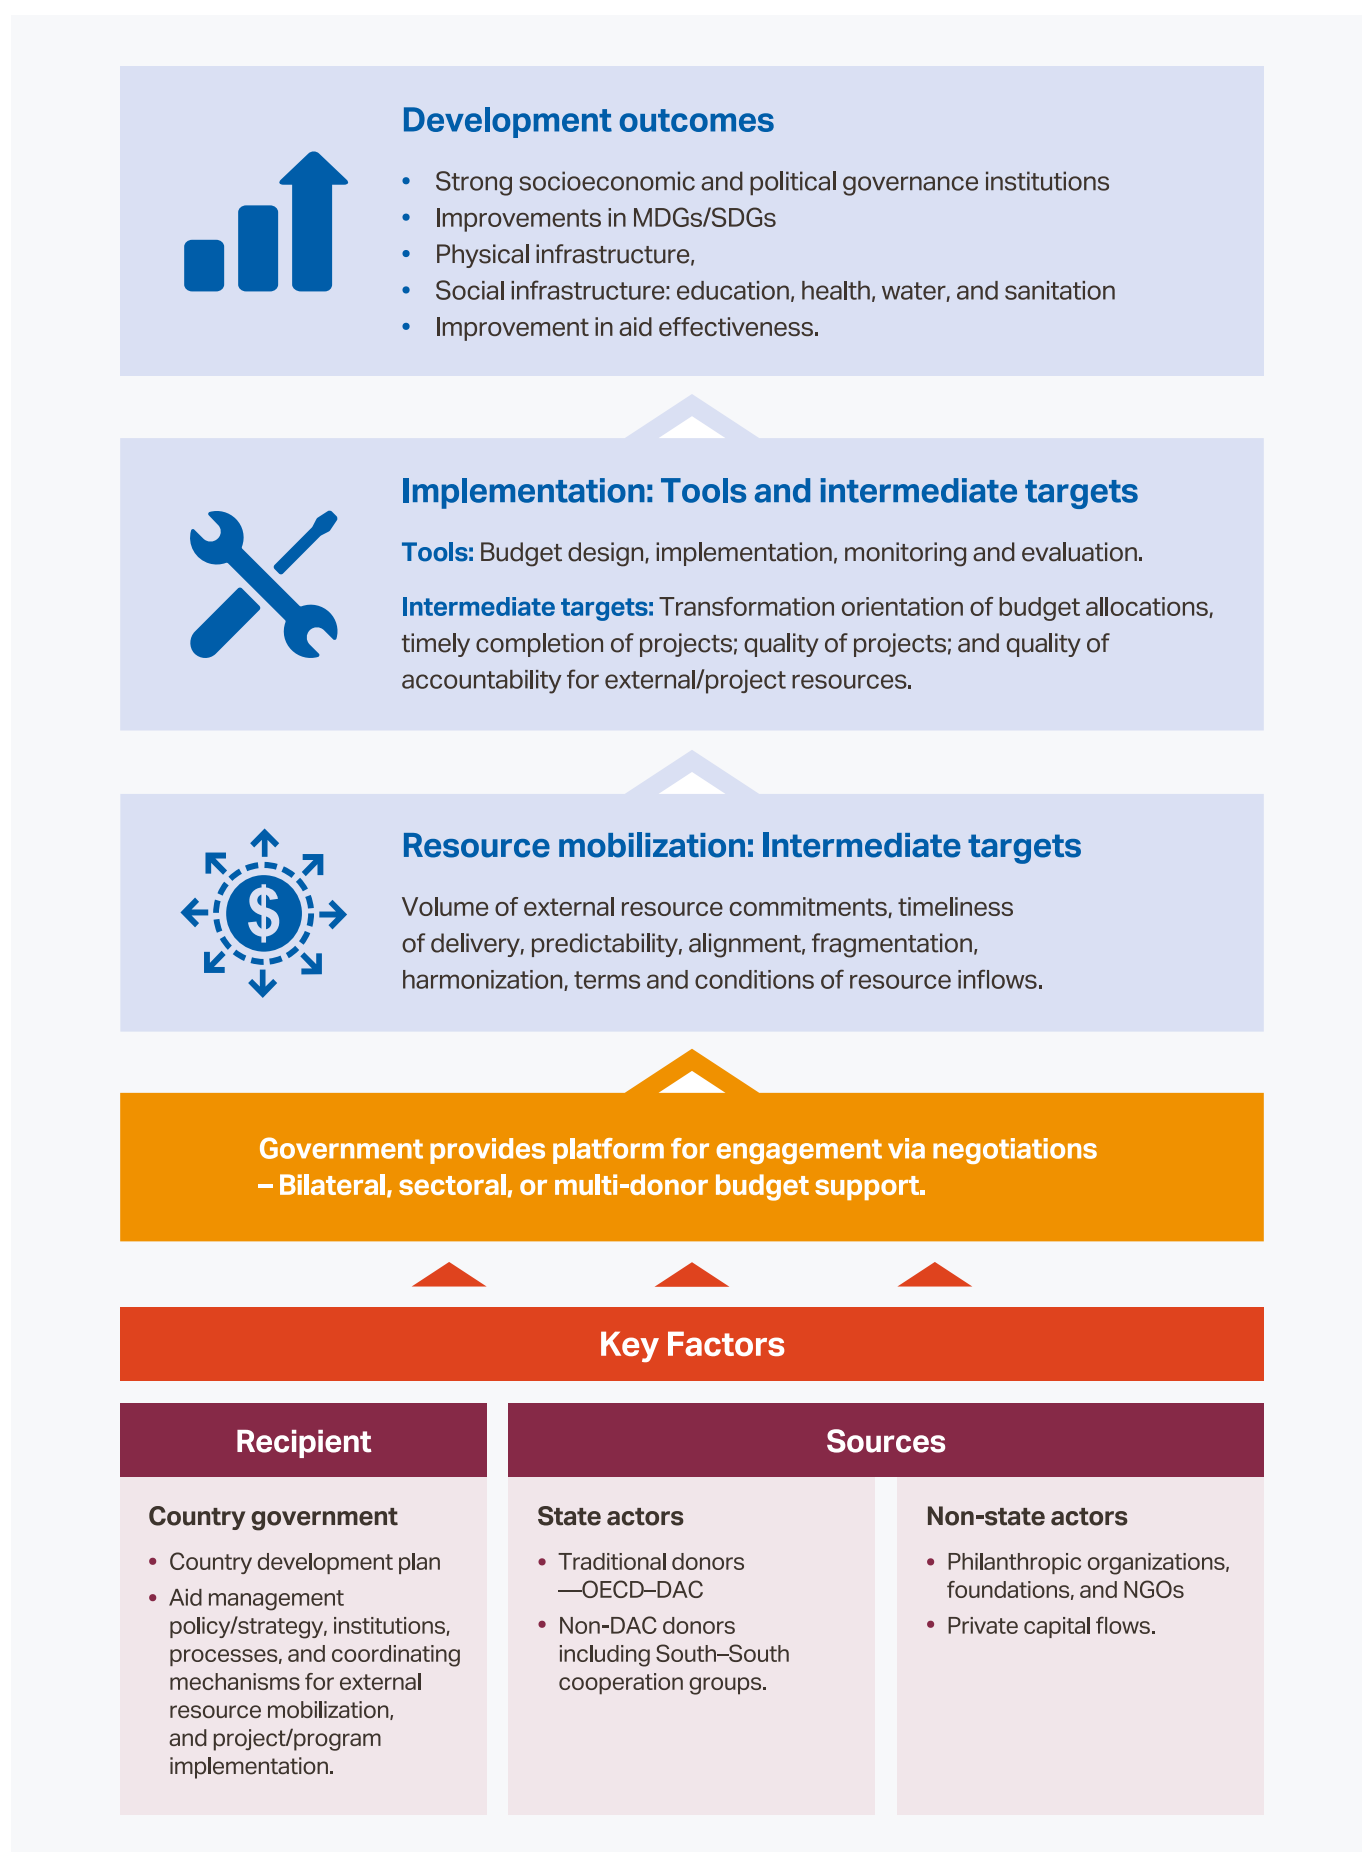 Development outcomes
• Strong socioeconomic and political governance institutions
• Improvements in MDGs/SDGs
• Physical infrastructure,
• Social infrastructure: education, health, water, and sanitation
• Improvement in aid effectiveness.
Implementation: Tools and intermediate targets
Tools: Budget design, implementation, monitoring and evaluation.
Intermediate targets: Transformation orientation of budget allocations,
timely completion of projects; quality of projects; and quality of
accountability for external/project resources.
$
Resource mobilization: Intermediate targets
Volume of external resource commitments, timeliness
of delivery, predictability, alignment, fragmentation,
harmonization, terms and conditions of resource inflows.
Government provides platform for engagement via negotiations
– Bilateral, sectoral, or multi-donor budget support.
Key Factors
Recipient
Country government
• Country development plan
• Aid management
policy/strategy, institutions,
processes, and coordinating
mechanisms for external
resource mobilization,
and project/program
implementation.
Sources
State actors
• Traditional donors
—OECD–DAC
• Non-DAC donors
including South–South
cooperation groups.
Non-state actors
• Philanthropic organizations,
foundations, and NGOs
• Private capital flows.